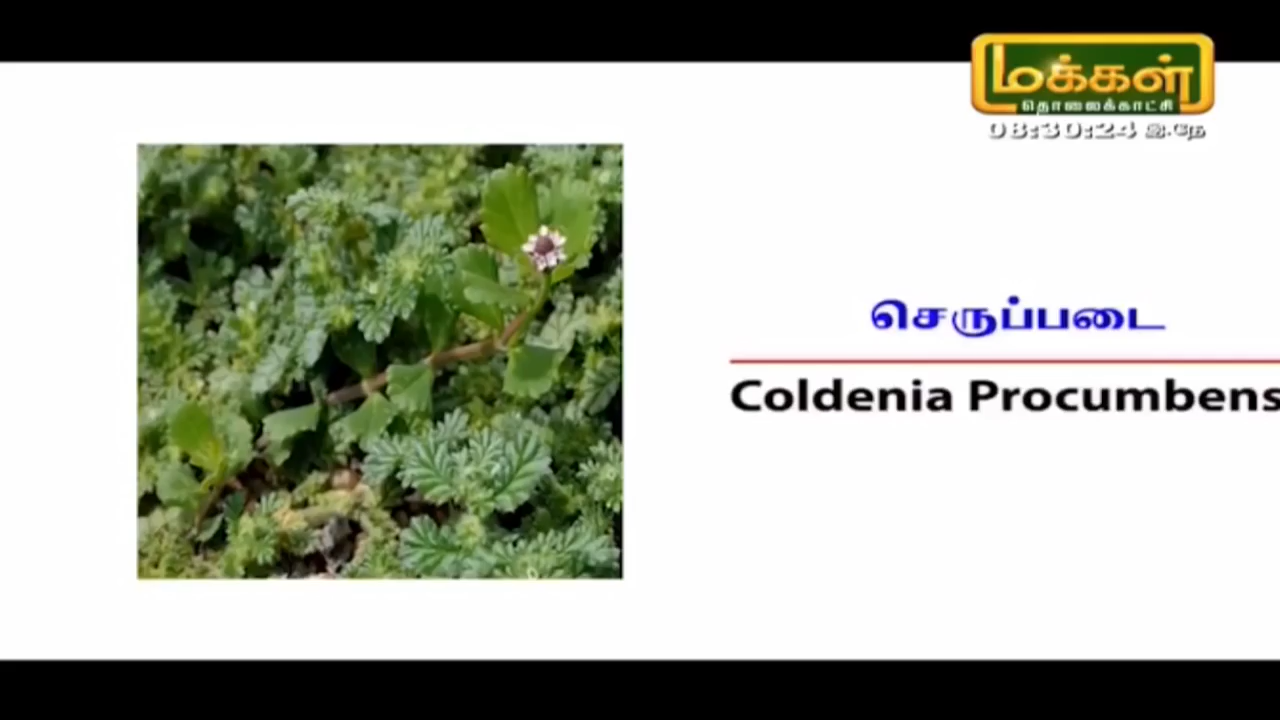 மக்கள்
தொலைக்காட்சி
08:30:24 இ.நே
செருப்படை
Coldenia Procumbens